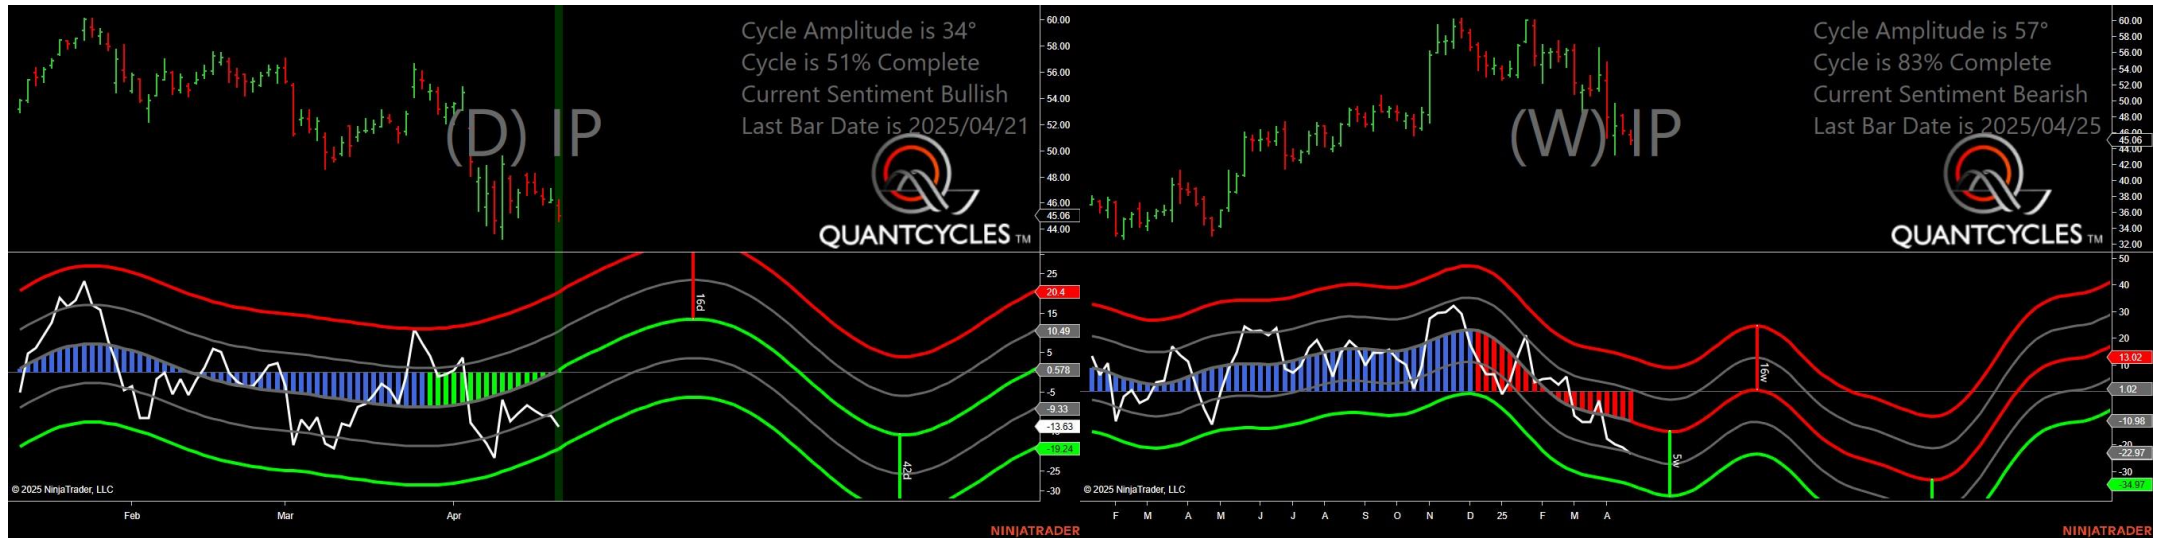 Cycle Amplitude is 34°
Cycle is 51% Complete
Current Sentiment Bullish
Last Bar Date is 2025/04/21
(D) IP
QUANTCYCLES TM
60.00
58.00
56.00
54.00
52.00
50.00
48.00
46.00
45.06
44.00
16d
42d
25
20.4
15
10.49
5
0.578
-5
-9.33
-13.63
-19.24
-25
-30
© 2025 NinjaTrader, LLC
Feb Mar Apr
NINJATRADER
Cycle Amplitude is 57°
Cycle is 83% Complete
Current Sentiment Bearish
Last Bar Date is 2025/04/25
(W) IP
QUANTCYCLES TM
60.00
58.00
56.00
54.00
52.00
50.00
48.00
46.00
45.06
44.00
42.00
40.00
38.00
36.00
34.00
32.00
16w
5w
50
40
30
20
13.02
10
1.02
-10.98
-20
-22.97
-30
-34.97
© 2025 NinjaTrader, LLC
F M A M J J A S O N D 25 F M A
NINJATRADER